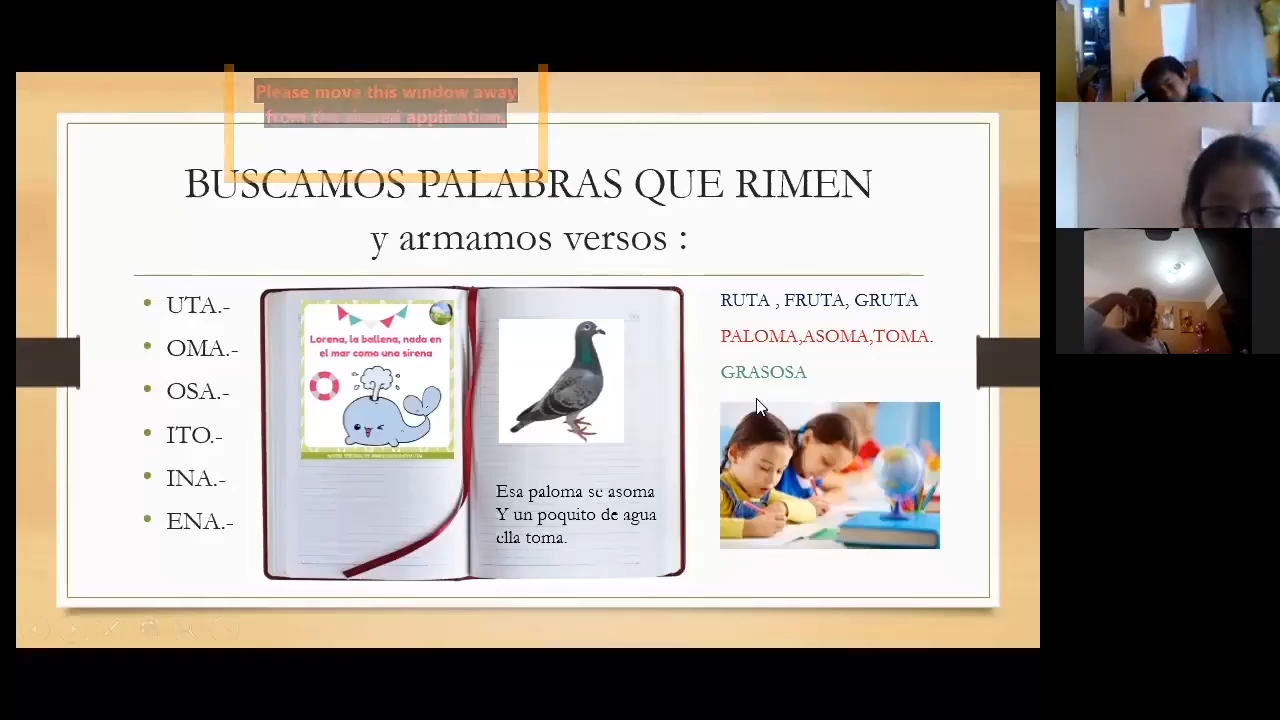 Please move this window away
from the shared application.
BUSCAMOS PALABRAS QUE RIMEN
y armamos versos :
UTA.-
OMA.-
OSA.-
ITO.-
INA.-
ENA.-
Lorena, la ballena, nada en
el mar como una sirena
Esa paloma se asoma
Y un poquito de agua
ella toma.
RUTA , FRUTA, GRUTA
PALOMA,ASOMA,TOMA.
GRASOSA